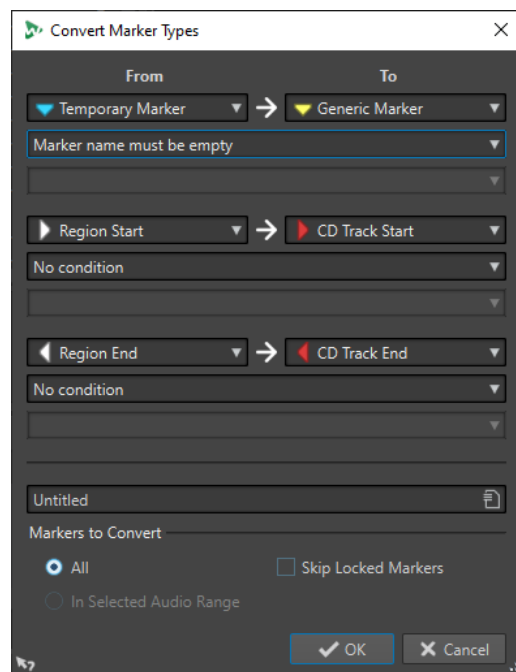 Convert Marker Types
From To
Temporary Marker Generic Marker
Marker name must be empty
Region Start CD Track Start
No condition
Region End CD Track End
No condition
Untitled
Markers to Convert
All Skip Locked Markers
In Selected Audio Range
OK Cancel